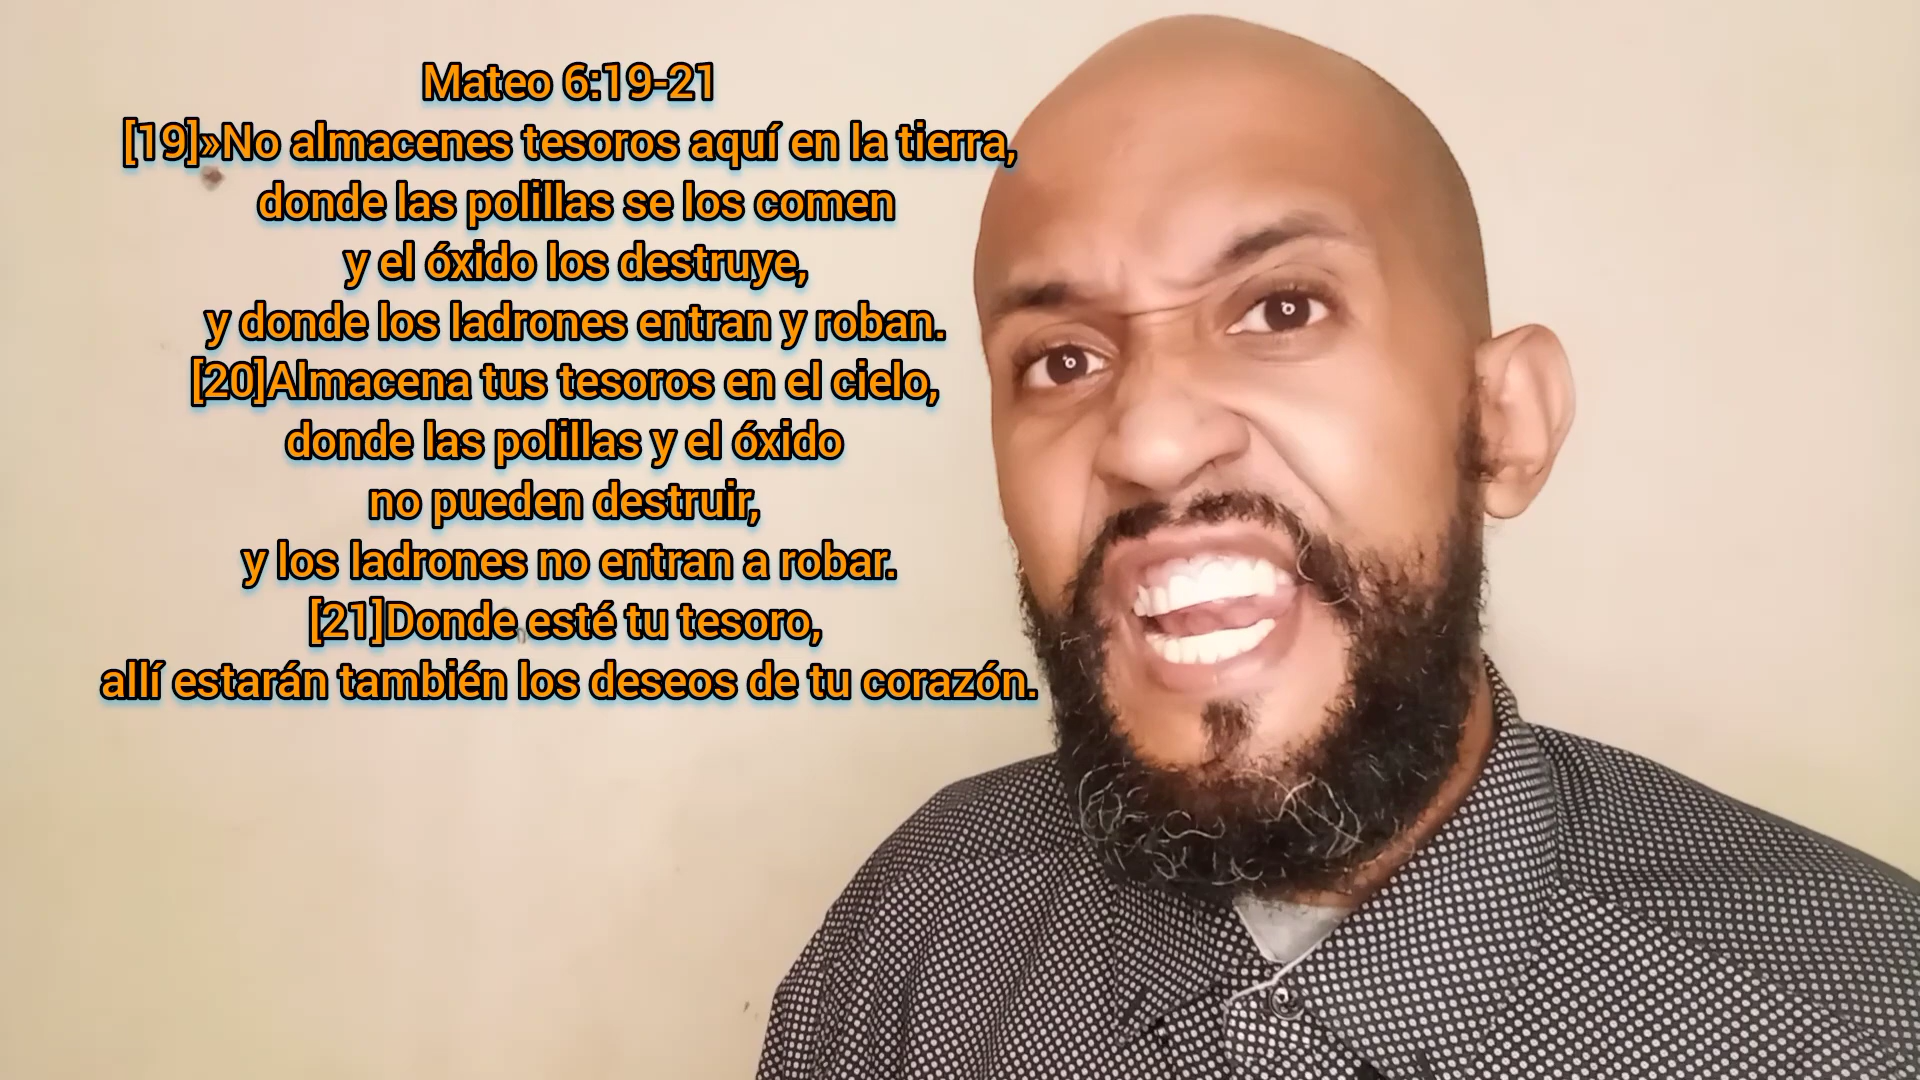 Mateo 6:19-21
[19]»No almacenes tesoros aquí en la tierra,
donde las polillas se los comen
y el óxido los destruye,
y donde los ladrones entran y roban.
[20]Almacena tus tesoros en el cielo,
donde las polillas y el óxido
no pueden destruir,
y los ladrones no entran a robar.
[21]Donde esté tu tesoro,
allí estarán también los deseos de tu corazón.